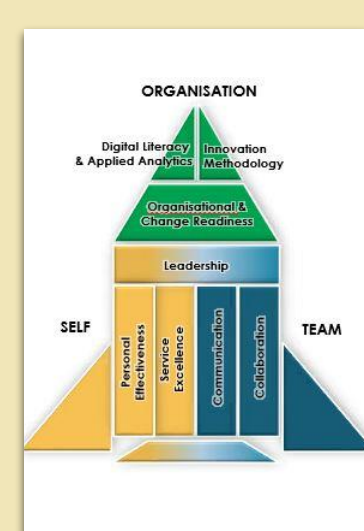 ORGANISATION
Digital Literacy
& Applied Analytics
Innovation
Methodology
Organisational &
Change Readiness
Leadership
SELF
Personal
Effectiveness
Service
Excellence
Communication
Collaboration
TEAM